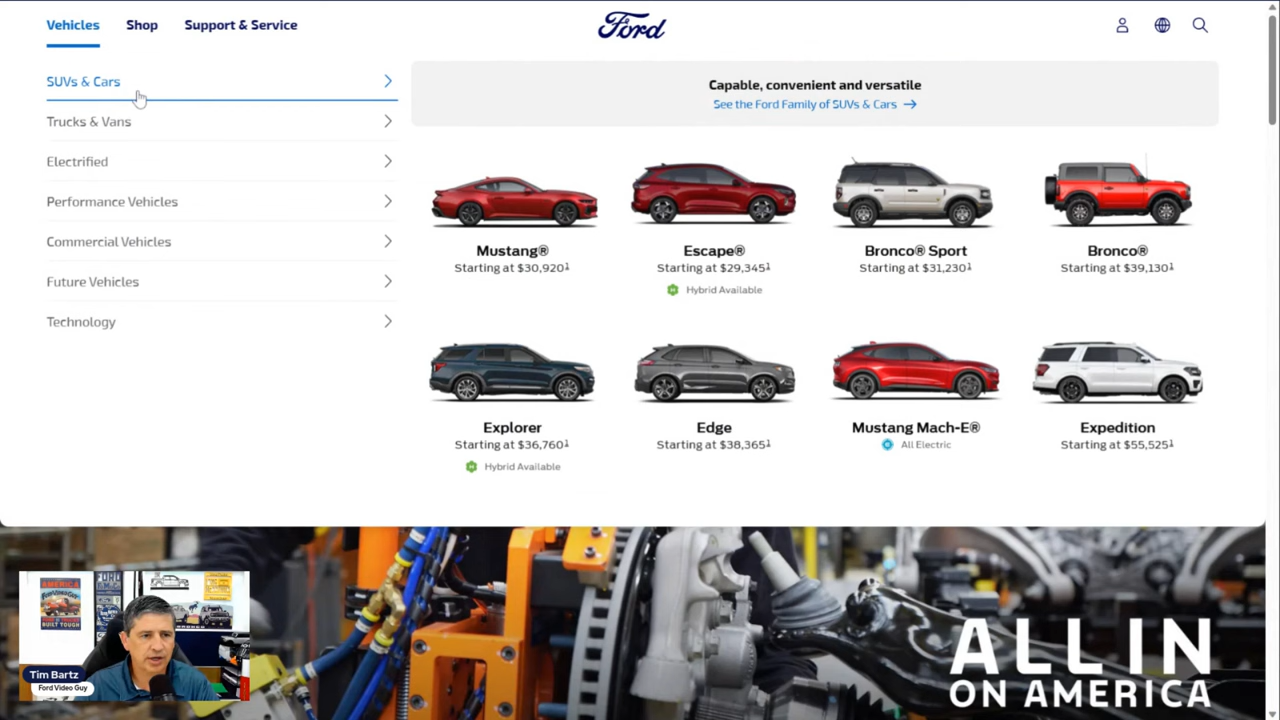 Vehicles
Shop
Support & Service
Ford
SUVs & Cars
Trucks & Vans
Electrified
Performance Vehicles
Commercial Vehicles
Future Vehicles
Technology
Capable, convenient and versatile
See the Ford Family of SUVs & Cars →
Mustang®
Starting at $30,920¹
Escape®
Starting at $29,345¹
Hybrid Available
Bronco® Sport
Starting at $31,230¹
Bronco®
Starting at $39,130¹
Explorer
Starting at $36,760¹
Hybrid Available
Edge
Starting at $38,365¹
Mustang Mach-E®
All Electric
Expedition
Starting at $55,525¹
AMERICA
BUILT TOUGH
FORD
Tim Bartz
Ford Video Guy
ALL IN
ON AMERICA